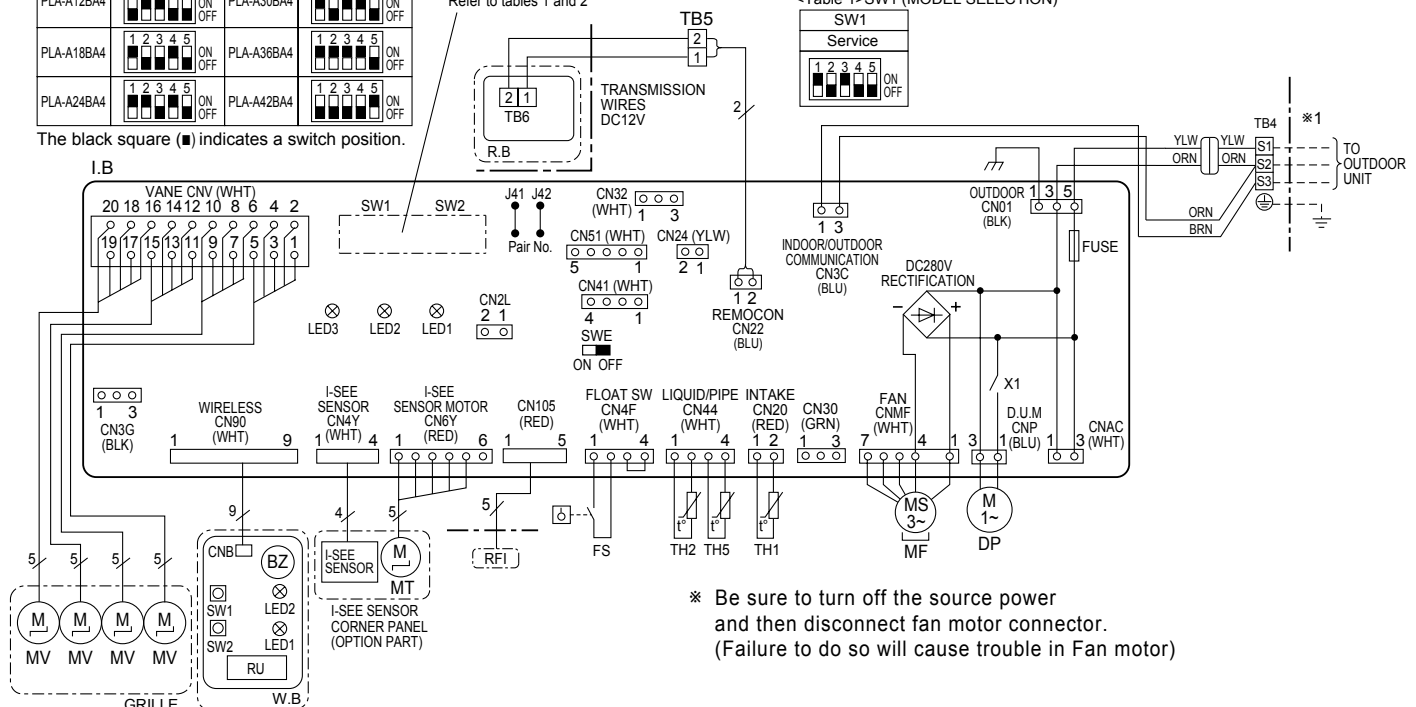 PLA-A12BA4 ON OFF PLA-A30BA4 ON OFF
PLA-A18BA4 1 2 3 4 5 ON OFF PLA-A36BA4 1 2 3 4 5 ON OFF
PLA-A24BA4 1 2 3 4 5 ON OFF PLA-A42BA4 1 2 3 4 5 ON OFF
The black square (■) indicates a switch position.
Refer to tables 1 and 2
<Table 1>SW1 (MODEL SELECTION)
SW1
Service
1 2 3 4 5 ON OFF
TB5
2
1
2 1
TB6
R.B
TRANSMISSION
WIRES
DC12V
2
TB4 ※1
YLW YLW S1
ORN ORN S2
S3
TO
OUTDOOR
UNIT
ORN
BRN
I.B
VANE CNV (WHT)
20 18 16 14 12 10 8 6 4 2
19 17 15 13 11 9 7 5 3 1
SW1 SW2
J41 J42
Pair No.
CN32
(WHT)
1 3
CN51 (WHT)
5 1
CN24 (YLW)
2 1
CN41 (WHT)
4 1
SWE
ON OFF
1 2
REMOCON
CN22
(BLU)
1 3
INDOOR/OUTDOOR
COMMUNICATION
CN3C
(BLU)
OUTDOOR 1 3 5
CN01
(BLK)
FUSE
DC280V
RECTIFICATION
− +
X1
LED3 LED2 LED1
CN2L
2 1
1 3
CN3G
(BLK)
WIRELESS
CN90
(WHT)
1 9
I-SEE
SENSOR
CN4Y
(WHT)
1 4
I-SEE
SENSOR MOTOR
CN6Y
(RED)
1 6
CN105
(RED)
1 5
FLOAT SW
CN4F
(WHT)
1 4
LIQUID/PIPE
CN44
(WHT)
1 4
INTAKE
CN20
(RED)
1 2
CN30
(GRN)
1 3
FAN
CNMF
(WHT)
7 4 1
D.U.M
CNP
(BLU)
3 1
CNAC
(WHT)
1 3
9 4 5 5
5 5 5 5
M M M M
MV MV MV MV
GRILLE
CNB
BZ
SW1
LED2
SW2
LED1
RU
W.B
I-SEE
SENSOR
M
MT
I-SEE SENSOR
CORNER PANEL
(OPTION PART)
RFI
FS
t° t° t°
TH2 TH5 TH1
MS
3~
MF
M
1~
DP
※ Be sure to turn off the source power
and then disconnect fan motor connector.
(Failure to do so will cause trouble in Fan motor)